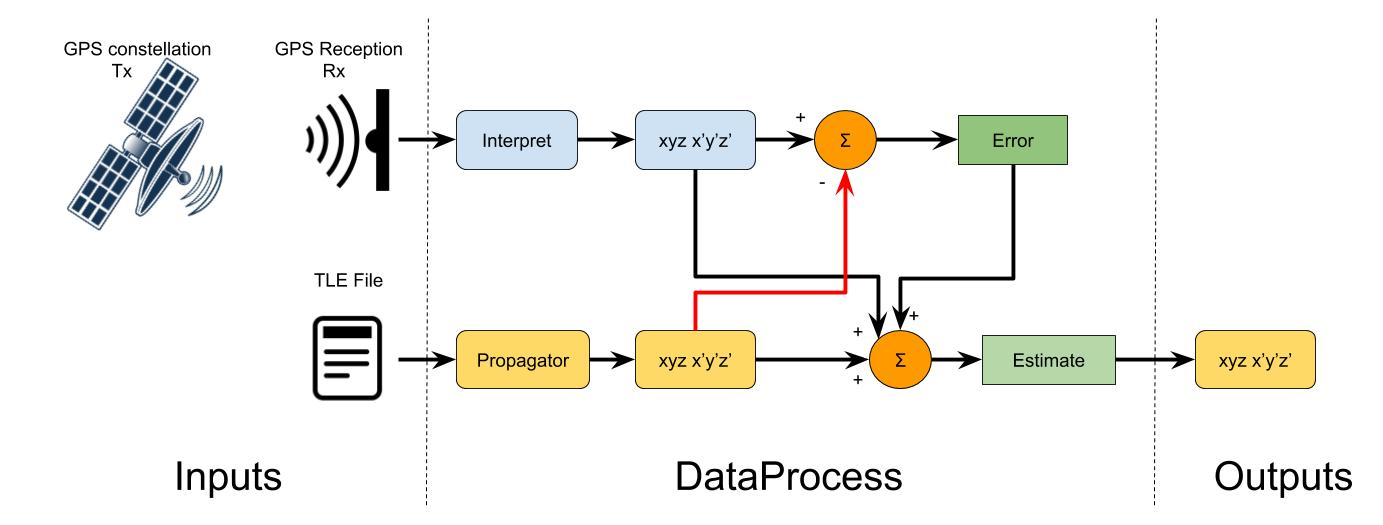 GPS constellation
Tx
GPS Reception
Rx
Interpret
xyz x’y’z’
+
Σ
-
Error
TLE File
Propagator
xyz x’y’z’
+
+
+
Σ
Estimate
xyz x’y’z’
Inputs
DataProcess
Outputs